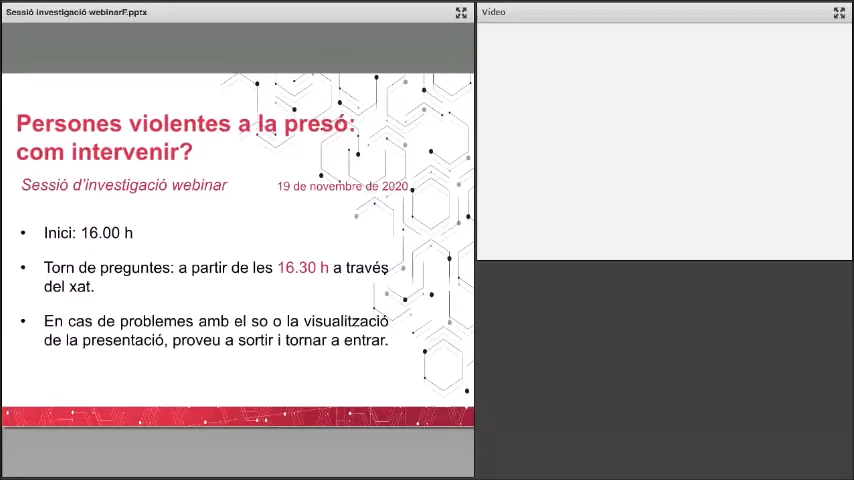 Sessió investigació webinarF.pptx
Vídeo
Persones violentes a la presó:
com intervenir?
Sessió d'investigació webinar 19 de novembre de 2020
• Inici: 16.00 h
• Torn de preguntes: a partir de les 16.30 h a través
del xat.
• En cas de problemes amb el so o la visualització
de la presentació, proveu a sortir i tornar a entrar.